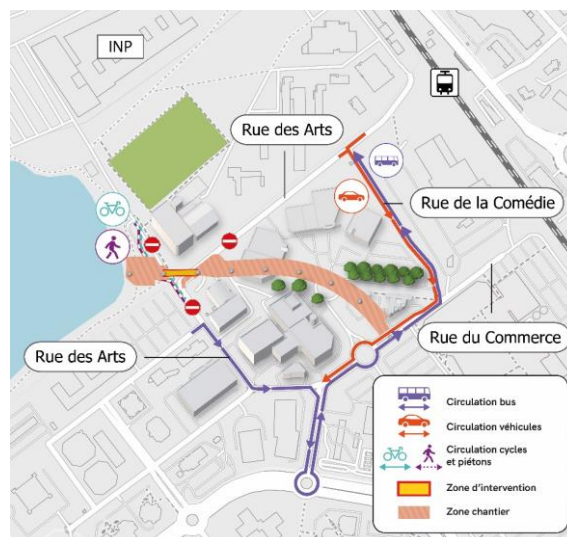 INP
Rue des Arts
Rue de la Comédie
Rue des Arts
Rue du Commerce
Circulation bus
Circulation véhicules
Circulation cycles
et piétons
Zone d'intervention
Zone chantier